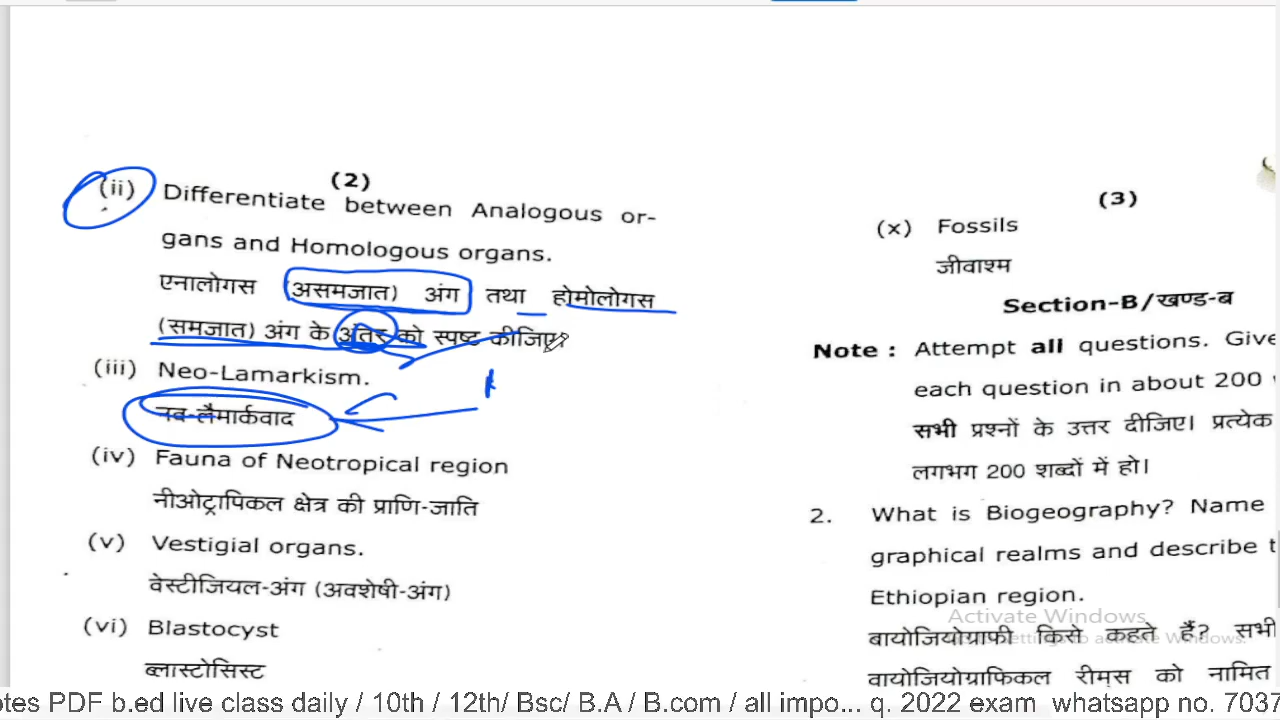 (2)
(ii) Differentiate between Analogous or-
gans and Homologous organs.
एनालोगस (असमजात) अंग तथा होमोलोगस
(समजात) अंग के अंतर को स्पष्ट कीजिए।
(iii) Neo-Lamarkism.
नव-लैमार्कवाद
(iv) Fauna of Neotropical region
नीओट्रापिकल क्षेत्र की प्राणि-जाति
(v) Vestigial organs.
वेस्टीजियल-अंग (अवशेषी-अंग)
(vi) Blastocyst
ब्लास्टोसिस्ट
(3)
(x) Fossils
जीवाश्म
Section-B/खण्ड-ब
Note : Attempt all questions. Give
each question in about 200
सभी प्रश्नों के उत्तर दीजिए। प्रत्येक
लगभग 200 शब्दों में हो।
2. What is Biogeography? Name
graphical realms and describe t
Ethiopian region.
बायोजियोग्राफी किसे कहते हैं? सभी
वायोजियोग्राफिकल रीम्स को नामित
Activate Windows
to activate Windows.
otes PDF b.ed live class daily / 10th / 12th/ Bsc/ B.A / B.com / all impo... q. 2022 exam whatsapp no. 7037